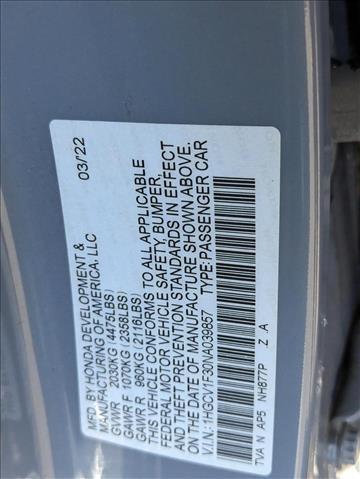 MFD. BY HONDA DEVELOPMENT &
MANUFACTURING OF AMERICA, LLC
03/'22
GVWR 2030KG (4475LBS)
GAWR F 1070KG (2358LBS)
GAWR R 960KG (2116LBS)
THIS VEHICLE CONFORMS TO ALL APPLICABLE
FEDERAL MOTOR VEHICLE SAFETY, BUMPER,
AND THEFT PREVENTION STANDARDS IN EFFECT
ON THE DATE OF MANUFACTURE SHOWN ABOVE.
V.I.N.: 1HGCV1F30NA039857
TYPE: PASSENGER CAR
TVA N AP5 NH877P Z .A